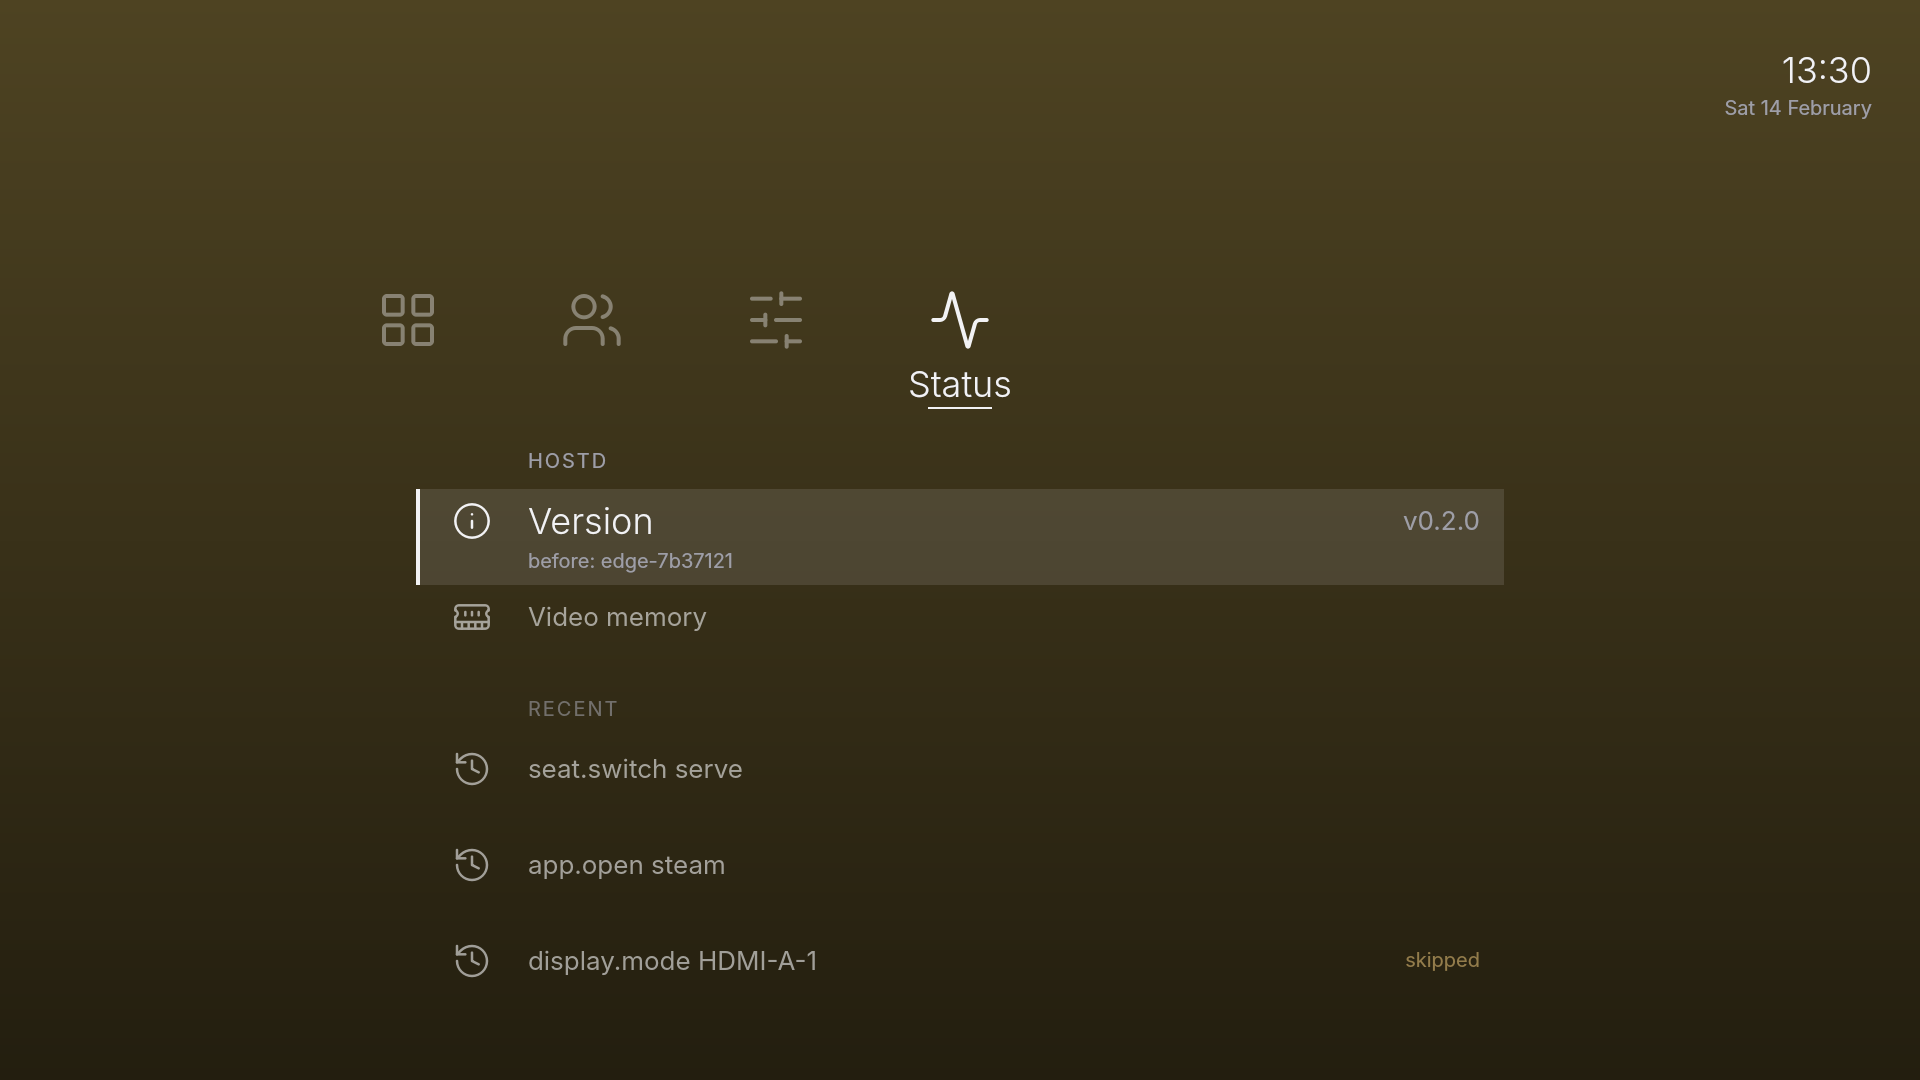 13:30
Sat 14 February
Status
HOSTD
Version
v0.2.0
before: edge-7b37121
Video memory
RECENT
seat.switch serve
app.open steam
display.mode HDMI-A-1
skipped